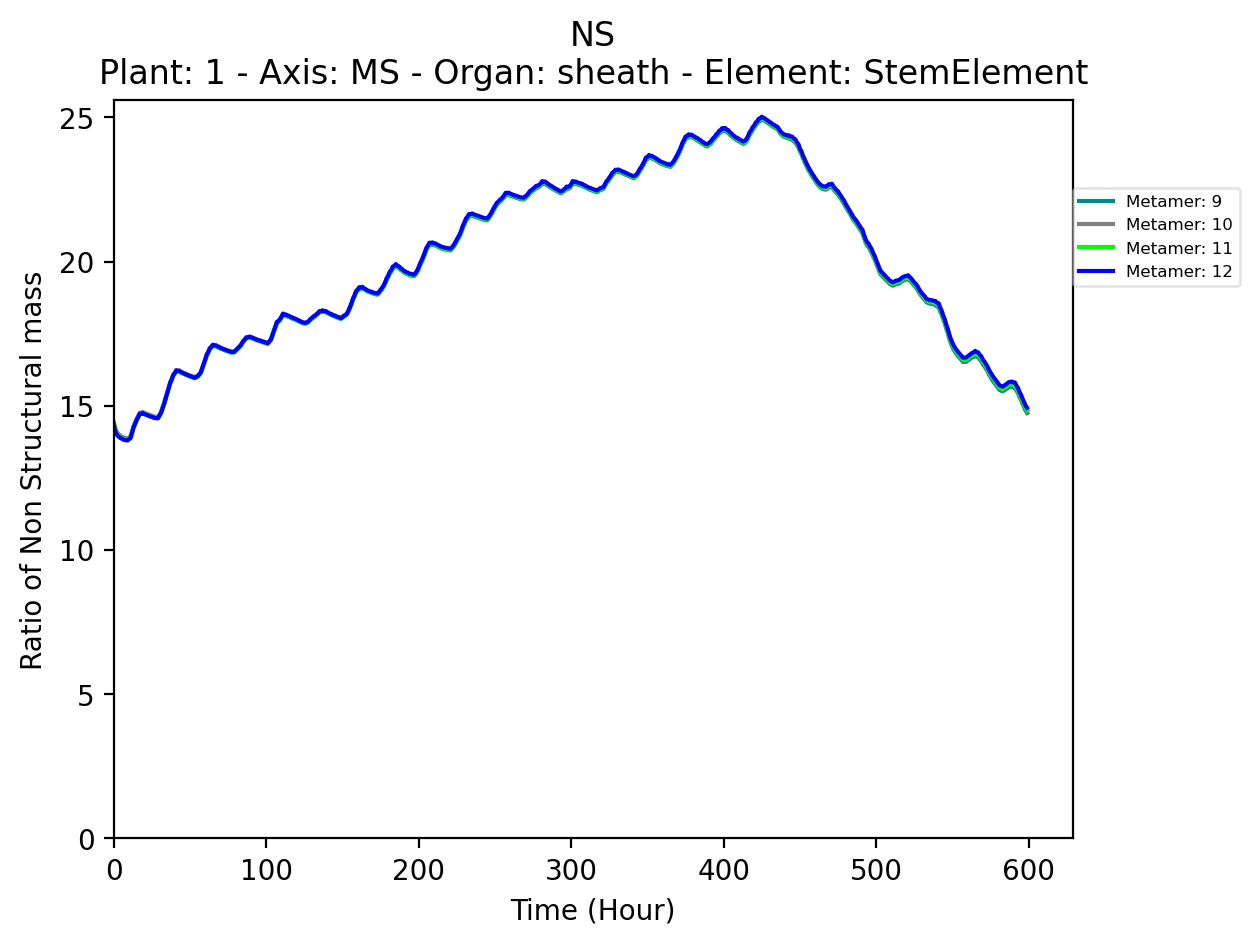 NS
Plant: 1 - Axis: MS - Organ: sheath - Element: StemElement
25
20
15
10
5
0
Ratio of Non Structural mass
0 100 200 300 400 500 600
Time (Hour)
Metamer: 9
Metamer: 10
Metamer: 11
Metamer: 12